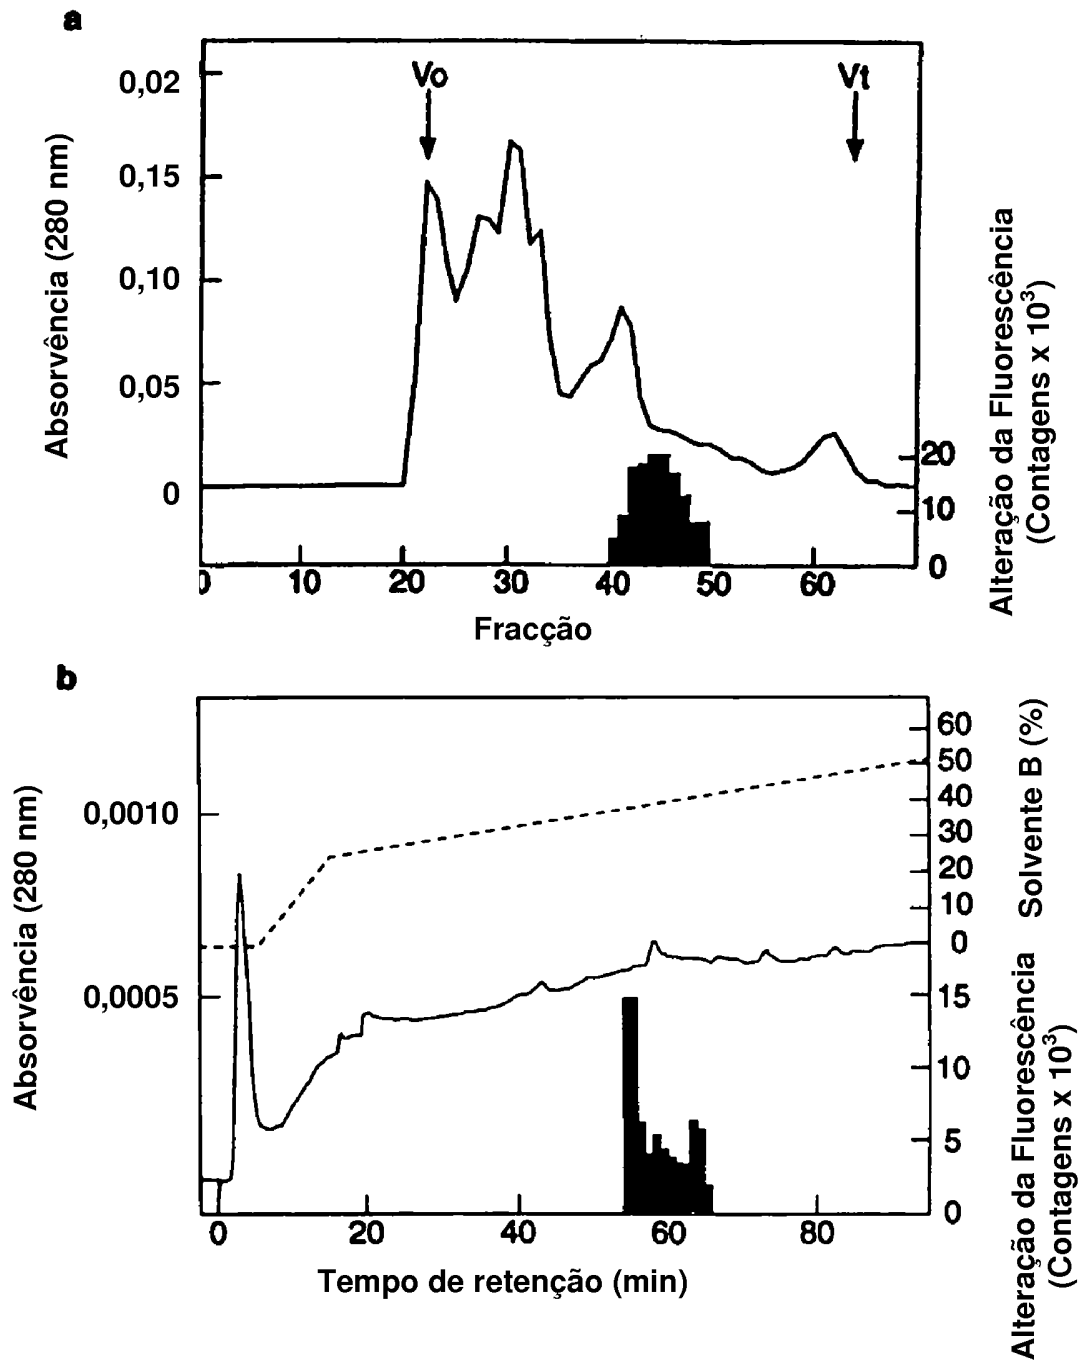 a
Vo
Vt
0,02
0,15
0,10
0,05
0
Absorvência (280 nm)
20
10
0
Alteração da Fluorescência
(Contagens x 10³)
0 10 20 30 40 50 60
Fracção
b
0,0010
0,0005
Absorvência (280 nm)
60
50
40
30
20
10
0
Solvente B (%)
15
10
5
0
Alteração da Fluorescência
(Contagens x 10³)
0 20 40 60 80
Tempo de retenção (min)